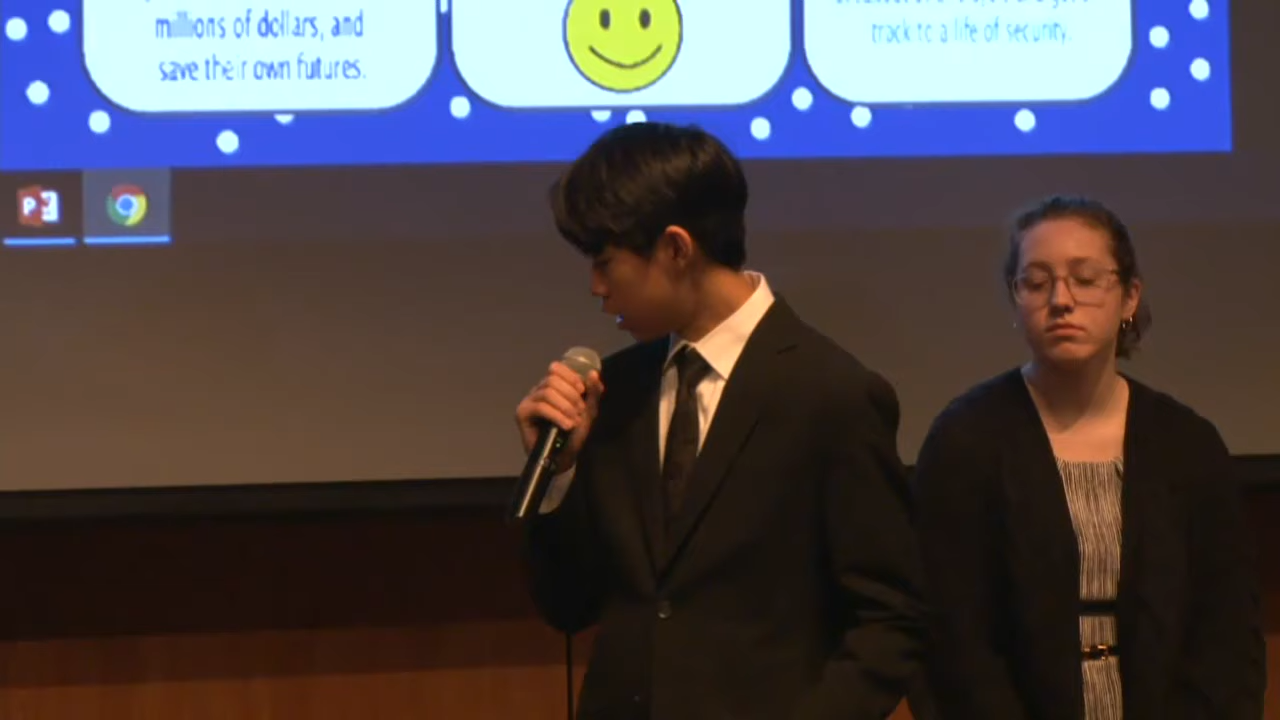 millions of dollars, and
save their own futures.
track to a life of security.
P